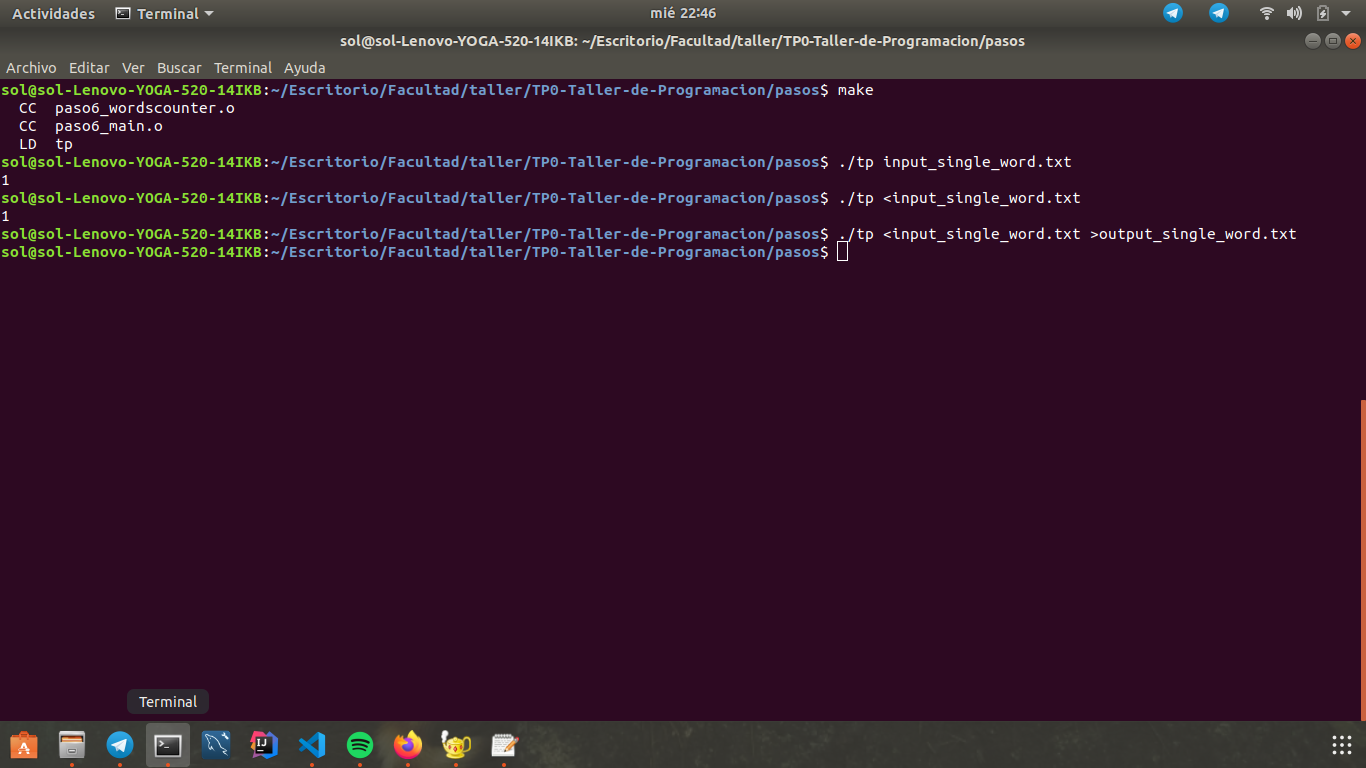 Actividades Terminal mié 22:46
sol@sol-Lenovo-YOGA-520-14IKB: ~/Escritorio/Facultad/taller/TP0-Taller-de-Programacion/pasos
Archivo Editar Ver Buscar Terminal Ayuda
sol@sol-Lenovo-YOGA-520-14IKB:~/Escritorio/Facultad/taller/TP0-Taller-de-Programacion/pasos$ make
  CC  paso6_wordscounter.o
  CC  paso6_main.o
  LD  tp
sol@sol-Lenovo-YOGA-520-14IKB:~/Escritorio/Facultad/taller/TP0-Taller-de-Programacion/pasos$ ./tp input_single_word.txt
1
sol@sol-Lenovo-YOGA-520-14IKB:~/Escritorio/Facultad/taller/TP0-Taller-de-Programacion/pasos$ ./tp <input_single_word.txt
1
sol@sol-Lenovo-YOGA-520-14IKB:~/Escritorio/Facultad/taller/TP0-Taller-de-Programacion/pasos$ ./tp <input_single_word.txt >output_single_word.txt
sol@sol-Lenovo-YOGA-520-14IKB:~/Escritorio/Facultad/taller/TP0-Taller-de-Programacion/pasos$
Terminal